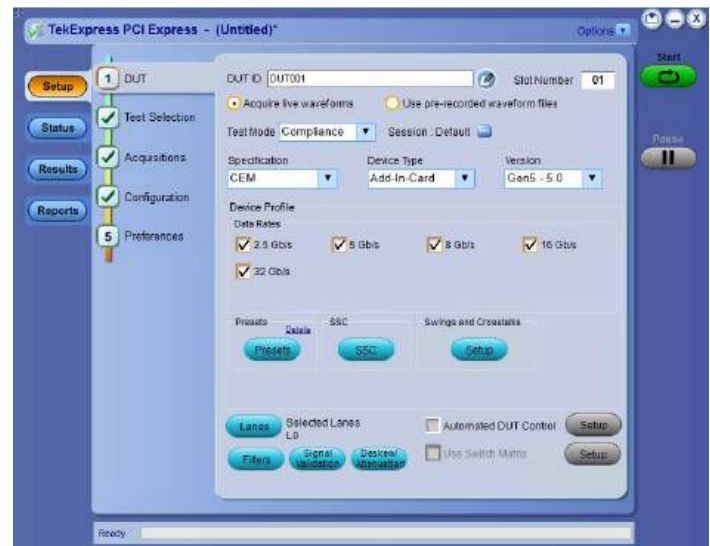 TekExpress PCI Express - (Untitled)*
Options
Start
Pause
Setup
Status
Results
Reports
1 DUT
Test Selection
Acquisitions
Configuration
5 Preferences
DUT ID DUT001
Slot Number 01
Acquire live waveforms
Use pre-recorded waveform files
Test Mode Compliance
Session : Default
Specification Device Type Version
CEM Add-In-Card Gen5 - 5.0
Device Profile
Data Rates
2.5 Gb/s 5 Gb/s 8 Gb/s 16 Gb/s
32 Gb/s
Presets Details SSC Swings and Crosstalks
Presets SSC Setup
Lanes Selected Lanes
L0
Automated DUT Control Setup
Filters Signal Validation Deskew/ Attenuation
Use Switch Matrix Setup
Ready